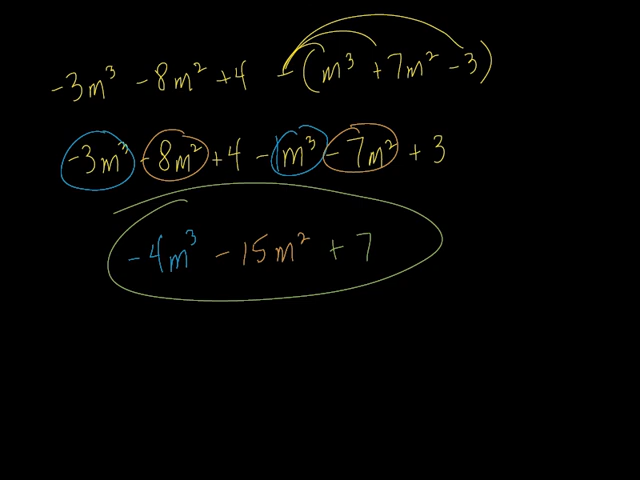 -3m³ -8m² +4 -(m³ +7m² -3)
-3m³ -8m² +4 -1m³ -7m² +3
-4m³ -15m² +7